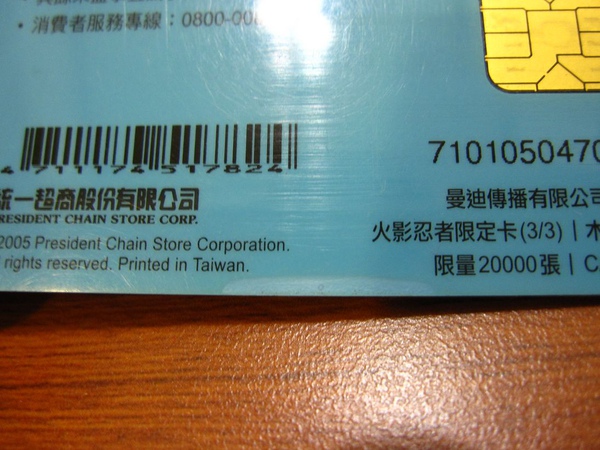 • 消費者服務專線：0800-00
4711174517824
統一超商股份有限公司
PRESIDENT CHAIN STORE CORP.
2005 President Chain Store Corporation.
rights reserved. Printed in Taiwan.
7101050470
曼迪傳播有限公司
火影忍者限定卡(3/3)｜木
限量20000張｜C